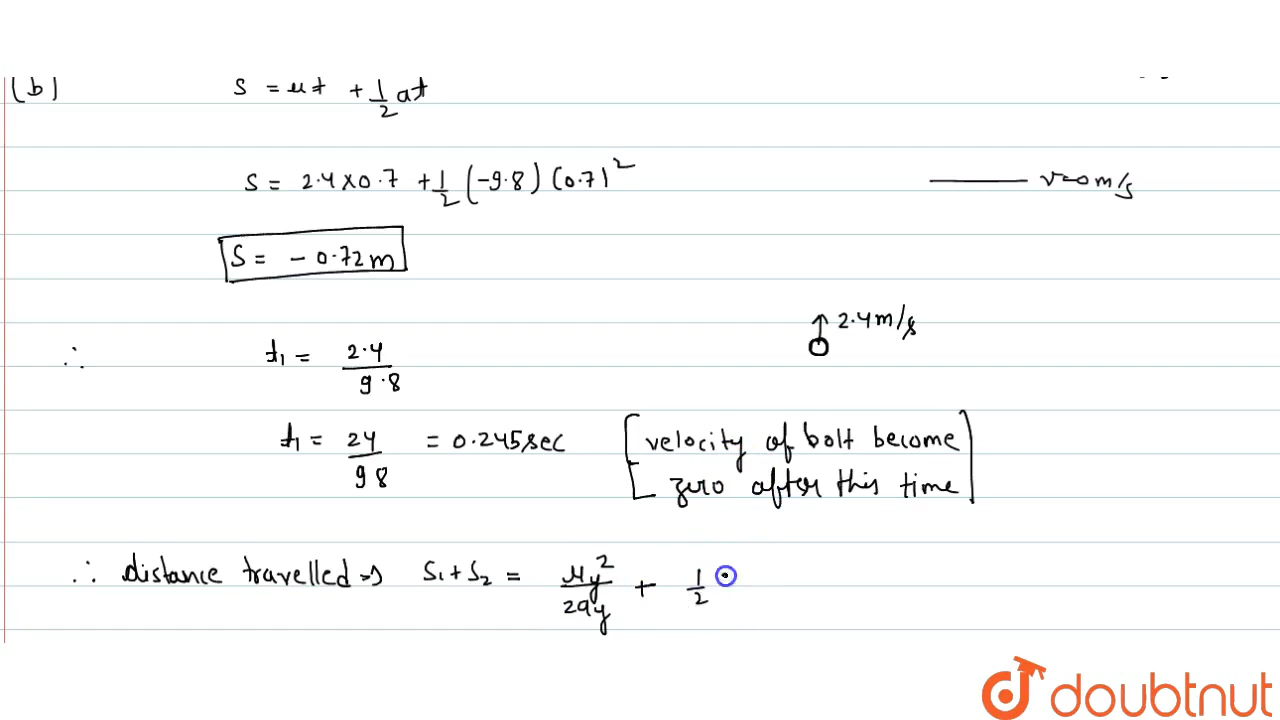 (b) s = ut + 1/2 at
s = 2.4×0.7 + 1/2 (-9.8) (0.7)²
v=0 m/s
S = - 0.72 m
2.4 m/s
∴ t₁ = 2.4/9.8
t₁ = 24/98 = 0.245 sec [velocity of bolt become
zero after this time]
∴ distance travelled ⇒ S₁ + S₂ = uy²/2ay + 1/2
doubtnut